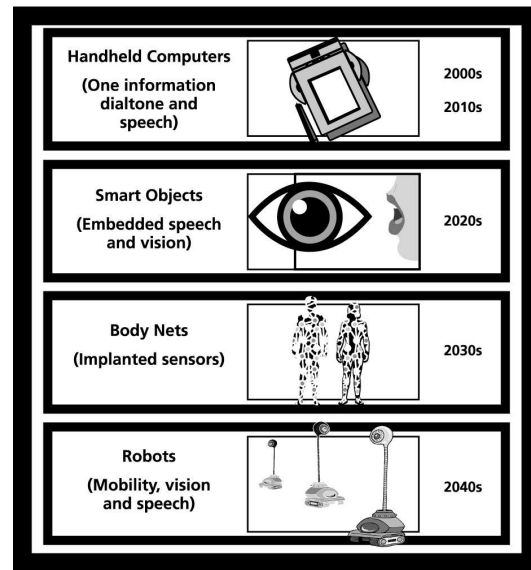 Handheld Computers
(One information
dialtone and
speech)
2000s
2010s
Smart Objects
(Embedded speech
and vision)
2020s
Body Nets
(Implanted sensors)
2030s
Robots
(Mobility, vision
and speech)
2040s